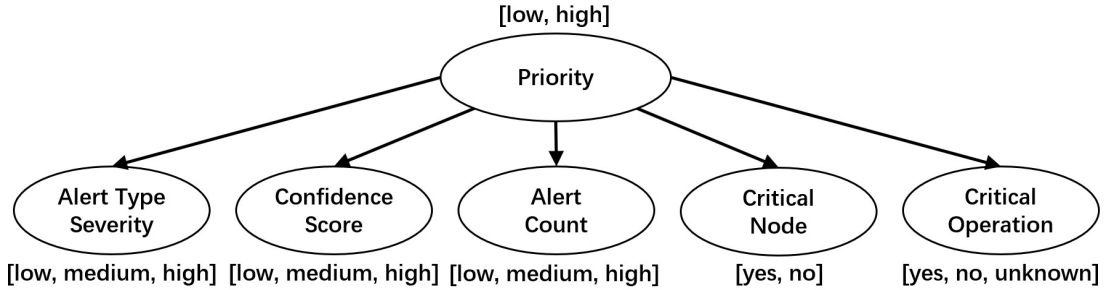 [low, high]
Priority
Alert Type
Severity
Confidence
Score
Alert
Count
Critical
Node
Critical
Operation
[low, medium, high]
[low, medium, high]
[low, medium, high]
[yes, no]
[yes, no, unknown]